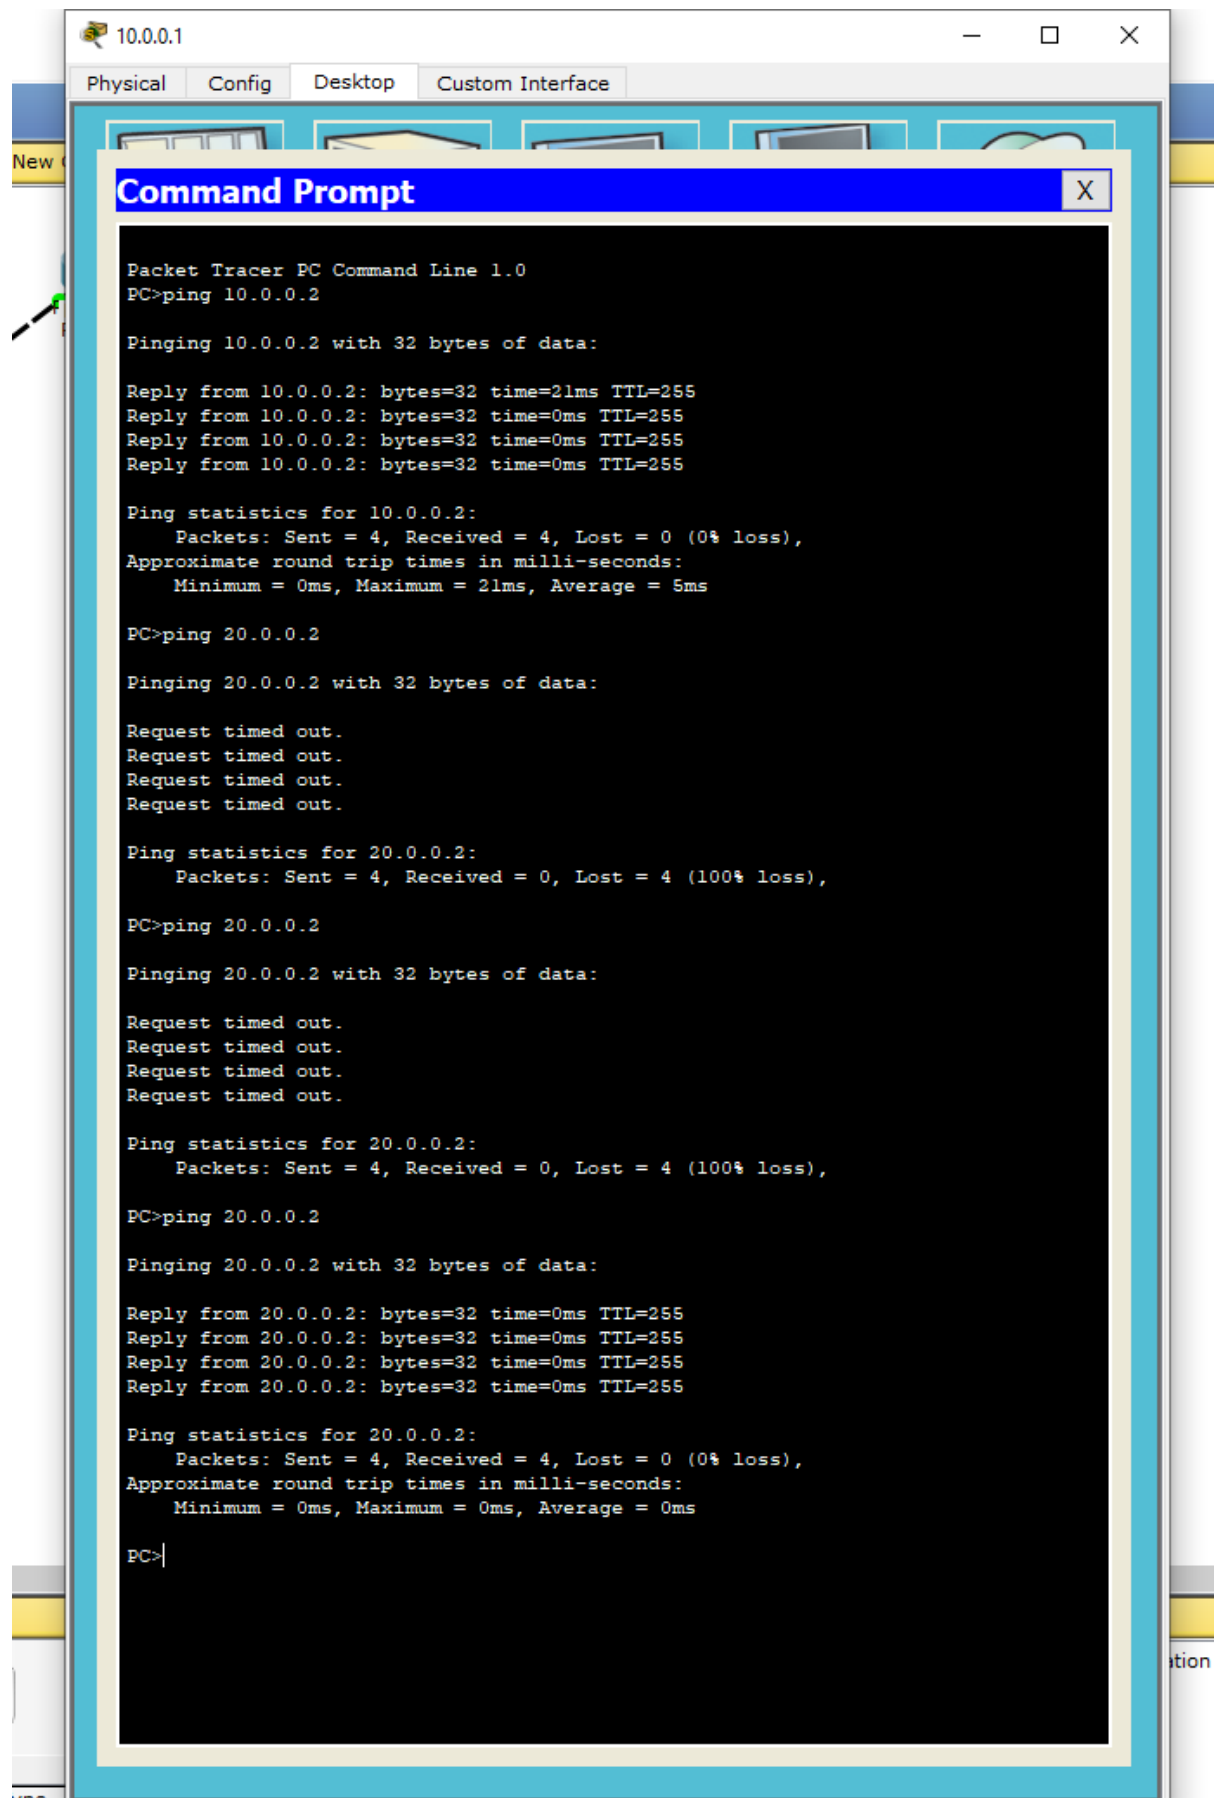 10.0.0.1
Physical Config Desktop Custom Interface
New
Command Prompt X
Packet Tracer PC Command Line 1.0
PC>ping 10.0.0.2
Pinging 10.0.0.2 with 32 bytes of data:
Reply from 10.0.0.2: bytes=32 time=21ms TTL=255
Reply from 10.0.0.2: bytes=32 time=0ms TTL=255
Reply from 10.0.0.2: bytes=32 time=0ms TTL=255
Reply from 10.0.0.2: bytes=32 time=0ms TTL=255
Ping statistics for 10.0.0.2:
Packets: Sent = 4, Received = 4, Lost = 0 (0% loss),
Approximate round trip times in milli-seconds:
Minimum = 0ms, Maximum = 21ms, Average = 5ms
PC>ping 20.0.0.2
Pinging 20.0.0.2 with 32 bytes of data:
Request timed out.
Request timed out.
Request timed out.
Request timed out.
Ping statistics for 20.0.0.2:
Packets: Sent = 4, Received = 0, Lost = 4 (100% loss),
PC>ping 20.0.0.2
Pinging 20.0.0.2 with 32 bytes of data:
Request timed out.
Request timed out.
Request timed out.
Request timed out.
Ping statistics for 20.0.0.2:
Packets: Sent = 4, Received = 0, Lost = 4 (100% loss),
PC>ping 20.0.0.2
Pinging 20.0.0.2 with 32 bytes of data:
Reply from 20.0.0.2: bytes=32 time=0ms TTL=255
Reply from 20.0.0.2: bytes=32 time=0ms TTL=255
Reply from 20.0.0.2: bytes=32 time=0ms TTL=255
Reply from 20.0.0.2: bytes=32 time=0ms TTL=255
Ping statistics for 20.0.0.2:
Packets: Sent = 4, Received = 4, Lost = 0 (0% loss),
Approximate round trip times in milli-seconds:
Minimum = 0ms, Maximum = 0ms, Average = 0ms
PC>
ation